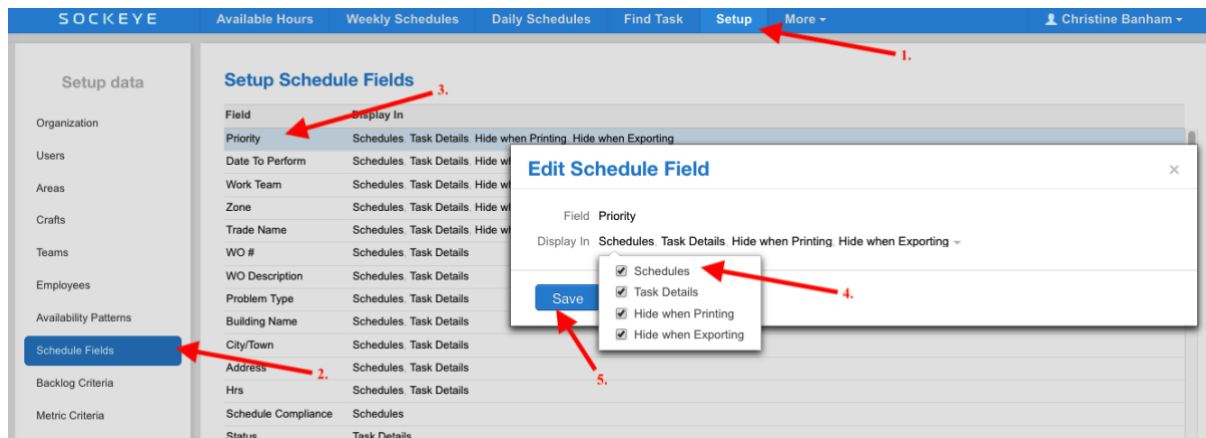 SOCKEYE Available Hours Weekly Schedules Daily Schedules Find Task Setup More Christine Banham
1.
Setup data
Organization
Users
Areas
Crafts
Teams
Employees
Availability Patterns
Schedule Fields
Backlog Criteria
Metric Criteria
2.
Setup Schedule Fields
3.
Field Display In
Priority Schedules, Task Details, Hide when Printing, Hide when Exporting
Date To Perform Schedules, Task Details, Hide
Work Team Schedules, Task Details, Hide
Zone Schedules, Task Details, Hide
Trade Name Schedules, Task Details, Hide
WO # Schedules, Task Details
WO Description Schedules, Task Details
Problem Type Schedules, Task Details
Building Name Schedules, Task Details
City/Town Schedules, Task Details
Address Schedules, Task Details
Hrs Schedules, Task Details
Schedule Compliance Schedules
Status Task Details
Edit Schedule Field ×
Field Priority
Display In Schedules, Task Details, Hide when Printing, Hide when Exporting
Schedules
Task Details
Hide when Printing
Hide when Exporting
4.
Save
5.